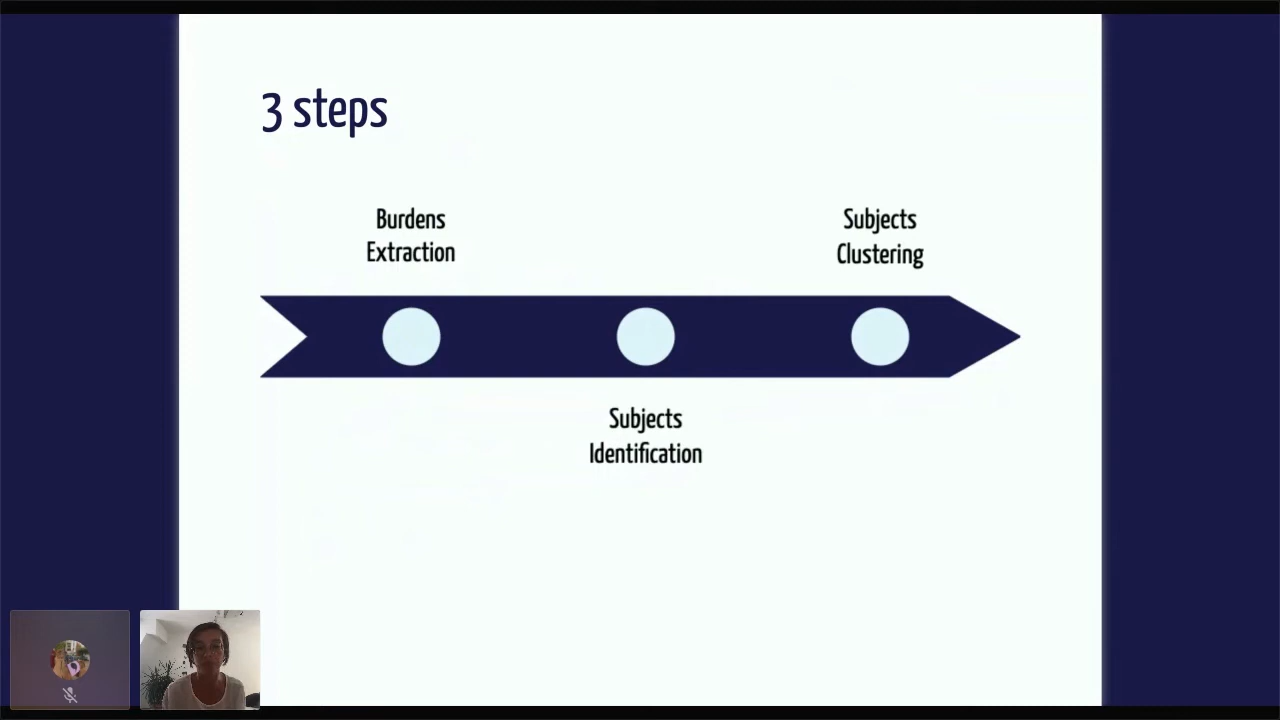 3 steps
Burdens
Extraction
Subjects
Identification
Subjects
Clustering